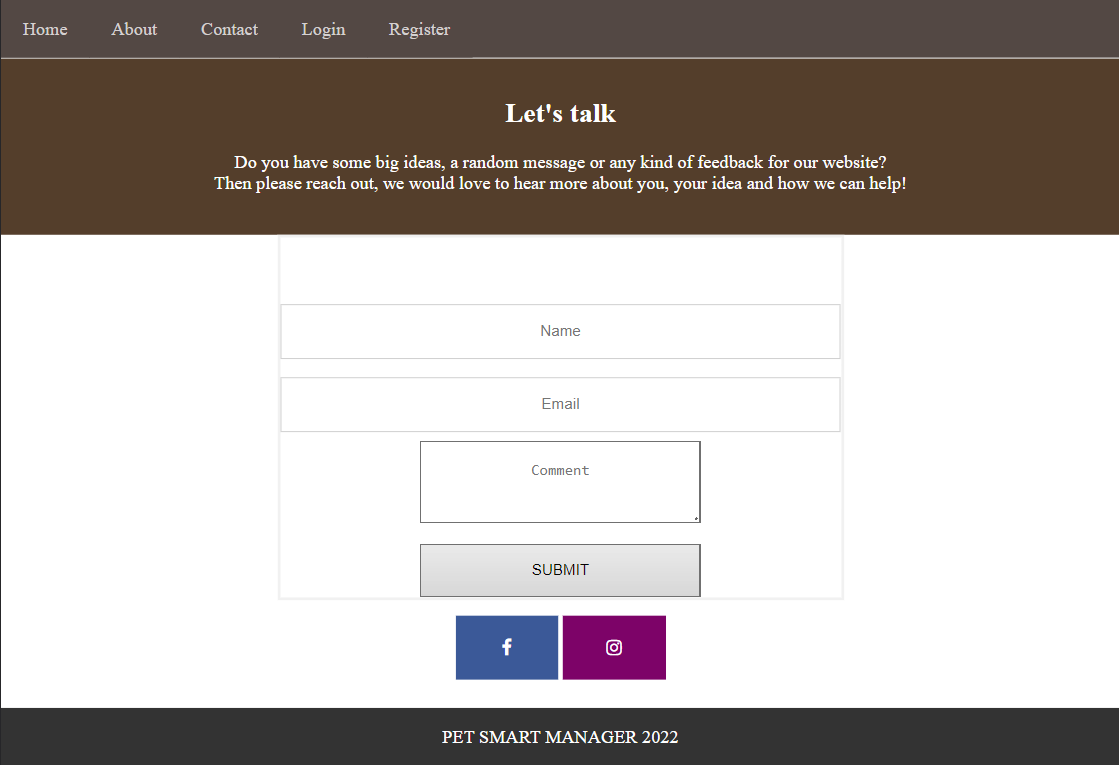 Home About Contact Login Register
Let's talk
Do you have some big ideas, a random message or any kind of feedback for our website?
Then please reach out, we would love to hear more about you, your idea and how we can help!
Name
Email
Comment
SUBMIT
PET SMART MANAGER 2022